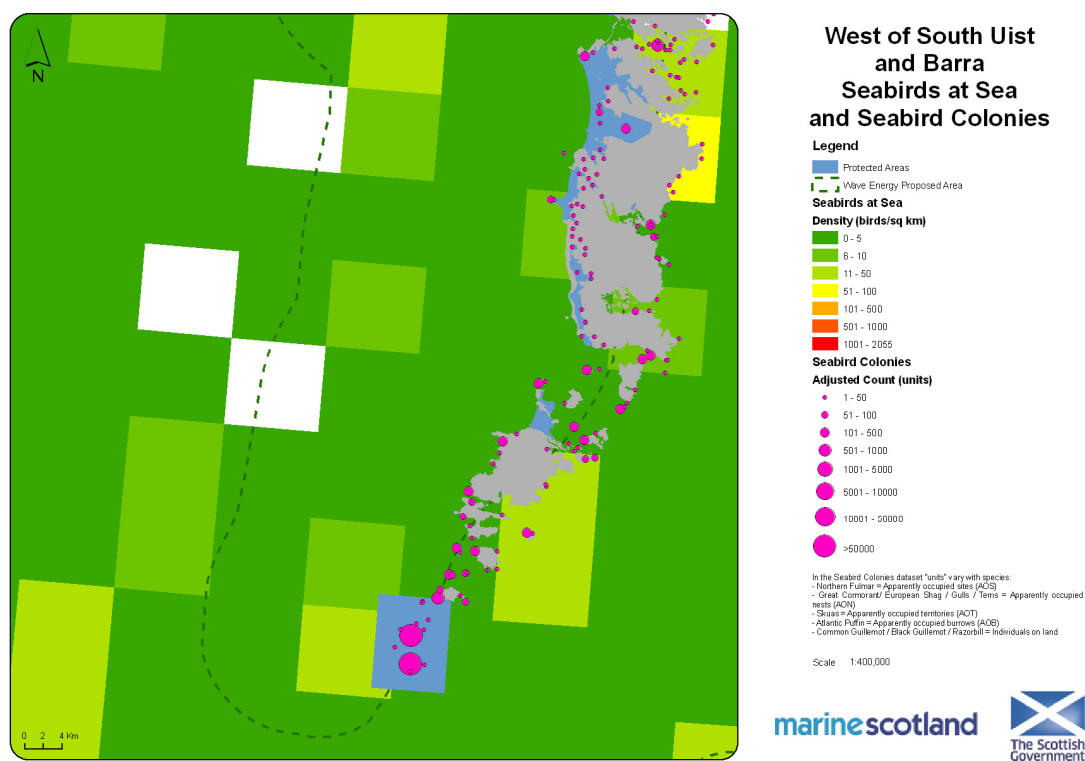 N
0 2 4 Km
West of South Uist
and Barra
Seabirds at Sea
and Seabird Colonies
Legend
Protected Areas
Wave Energy Proposed Area
Seabirds at Sea
Density (birds/sq km)
0 - 5
6 - 10
11 - 50
51 - 100
101 - 500
501 - 1000
1001 - 2055
Seabird Colonies
Adjusted Count (units)
1 - 50
51 - 100
101 - 500
501 - 1000
1001 - 5000
5001 - 10000
10001 - 50000
>50000
In the Seabird Colonies dataset "units" vary with species:
- Northern Fulmar = Apparently occupied sites (AOS)
- Great Cormorant/ European Shag / Gulls / Terns = Apparently occupied
nests (AON)
- Skuas = Apparently occupied territories (AOT)
- Atlantic Puffin = Apparently occupied burrows (AOB)
- Common Guillemot / Black Guillemot / Razorbill = Individuals on land
Scale 1:400,000
marinescotland
The Scottish
Government